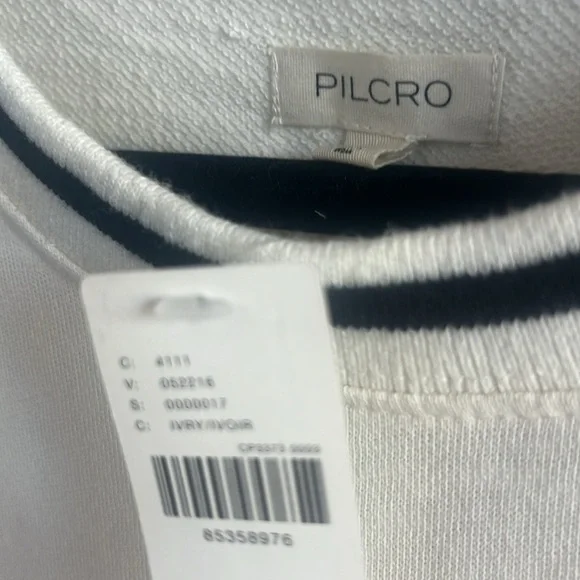 PILCRO
C: 4111
V: 052216
S: 0000017
C: IVRY/IVOIR
85358976